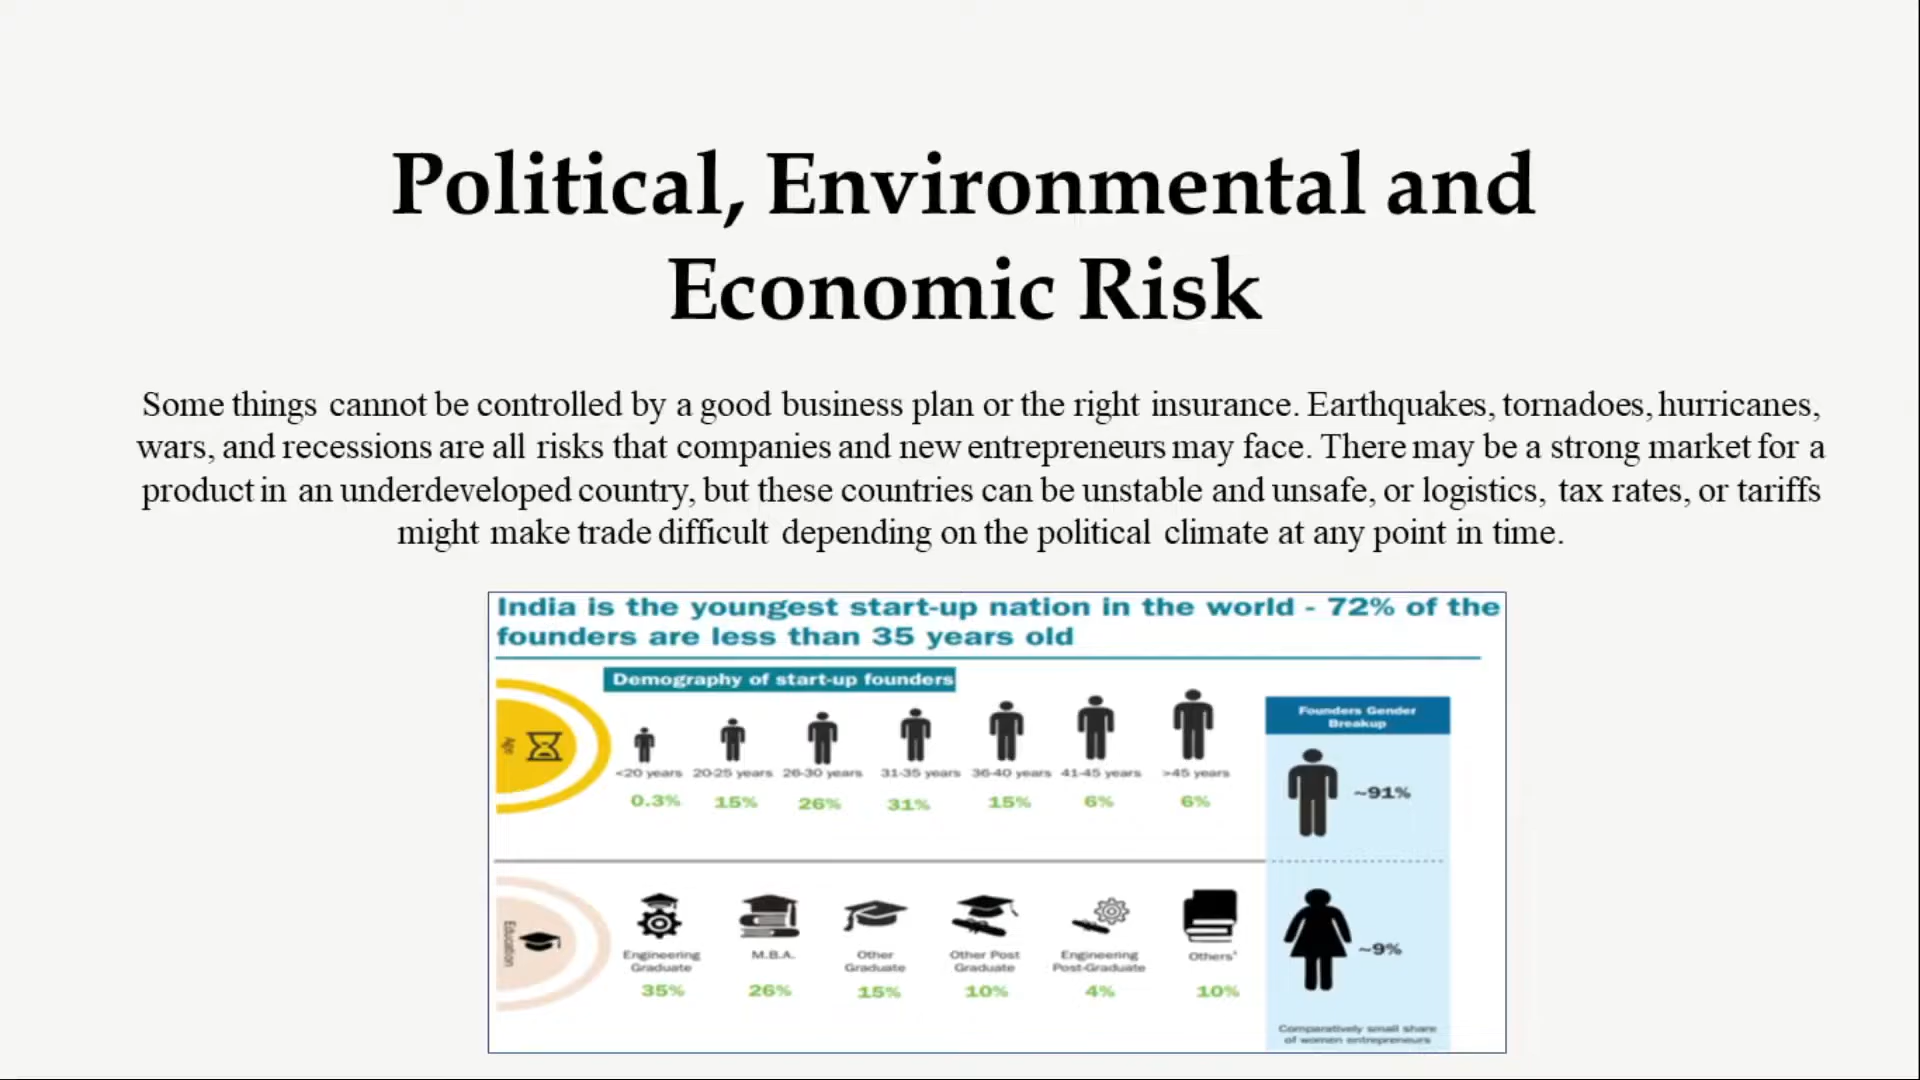 Political, Environmental and
Economic Risk
Some things cannot be controlled by a good business plan or the right insurance. Earthquakes, tornadoes, hurricanes,
wars, and recessions are all risks that companies and new entrepreneurs may face. There may be a strong market for a
product in an underdeveloped country, but these countries can be unstable and unsafe, or logistics, tax rates, or tariffs
might make trade difficult depending on the political climate at any point in time.
India is the youngest start-up nation in the world - 72% of the
founders are less than 35 years old
Demography of start-up founders
Age
<20 years 20-25 years 26-30 years 31-35 years 36-40 years 41-45 years >45 years
0.3% 15% 26% 31% 15% 6% 6%
Founders Gender
Breakup
~91%
Education
Engineering
Graduate
M.B.A.
Other
Graduate
Other Post
Graduate
Engineering
Post-Graduate
Others¹
35% 26% 15% 10% 4% 10%
~9%
Comparatively small share
of women entrepreneurs